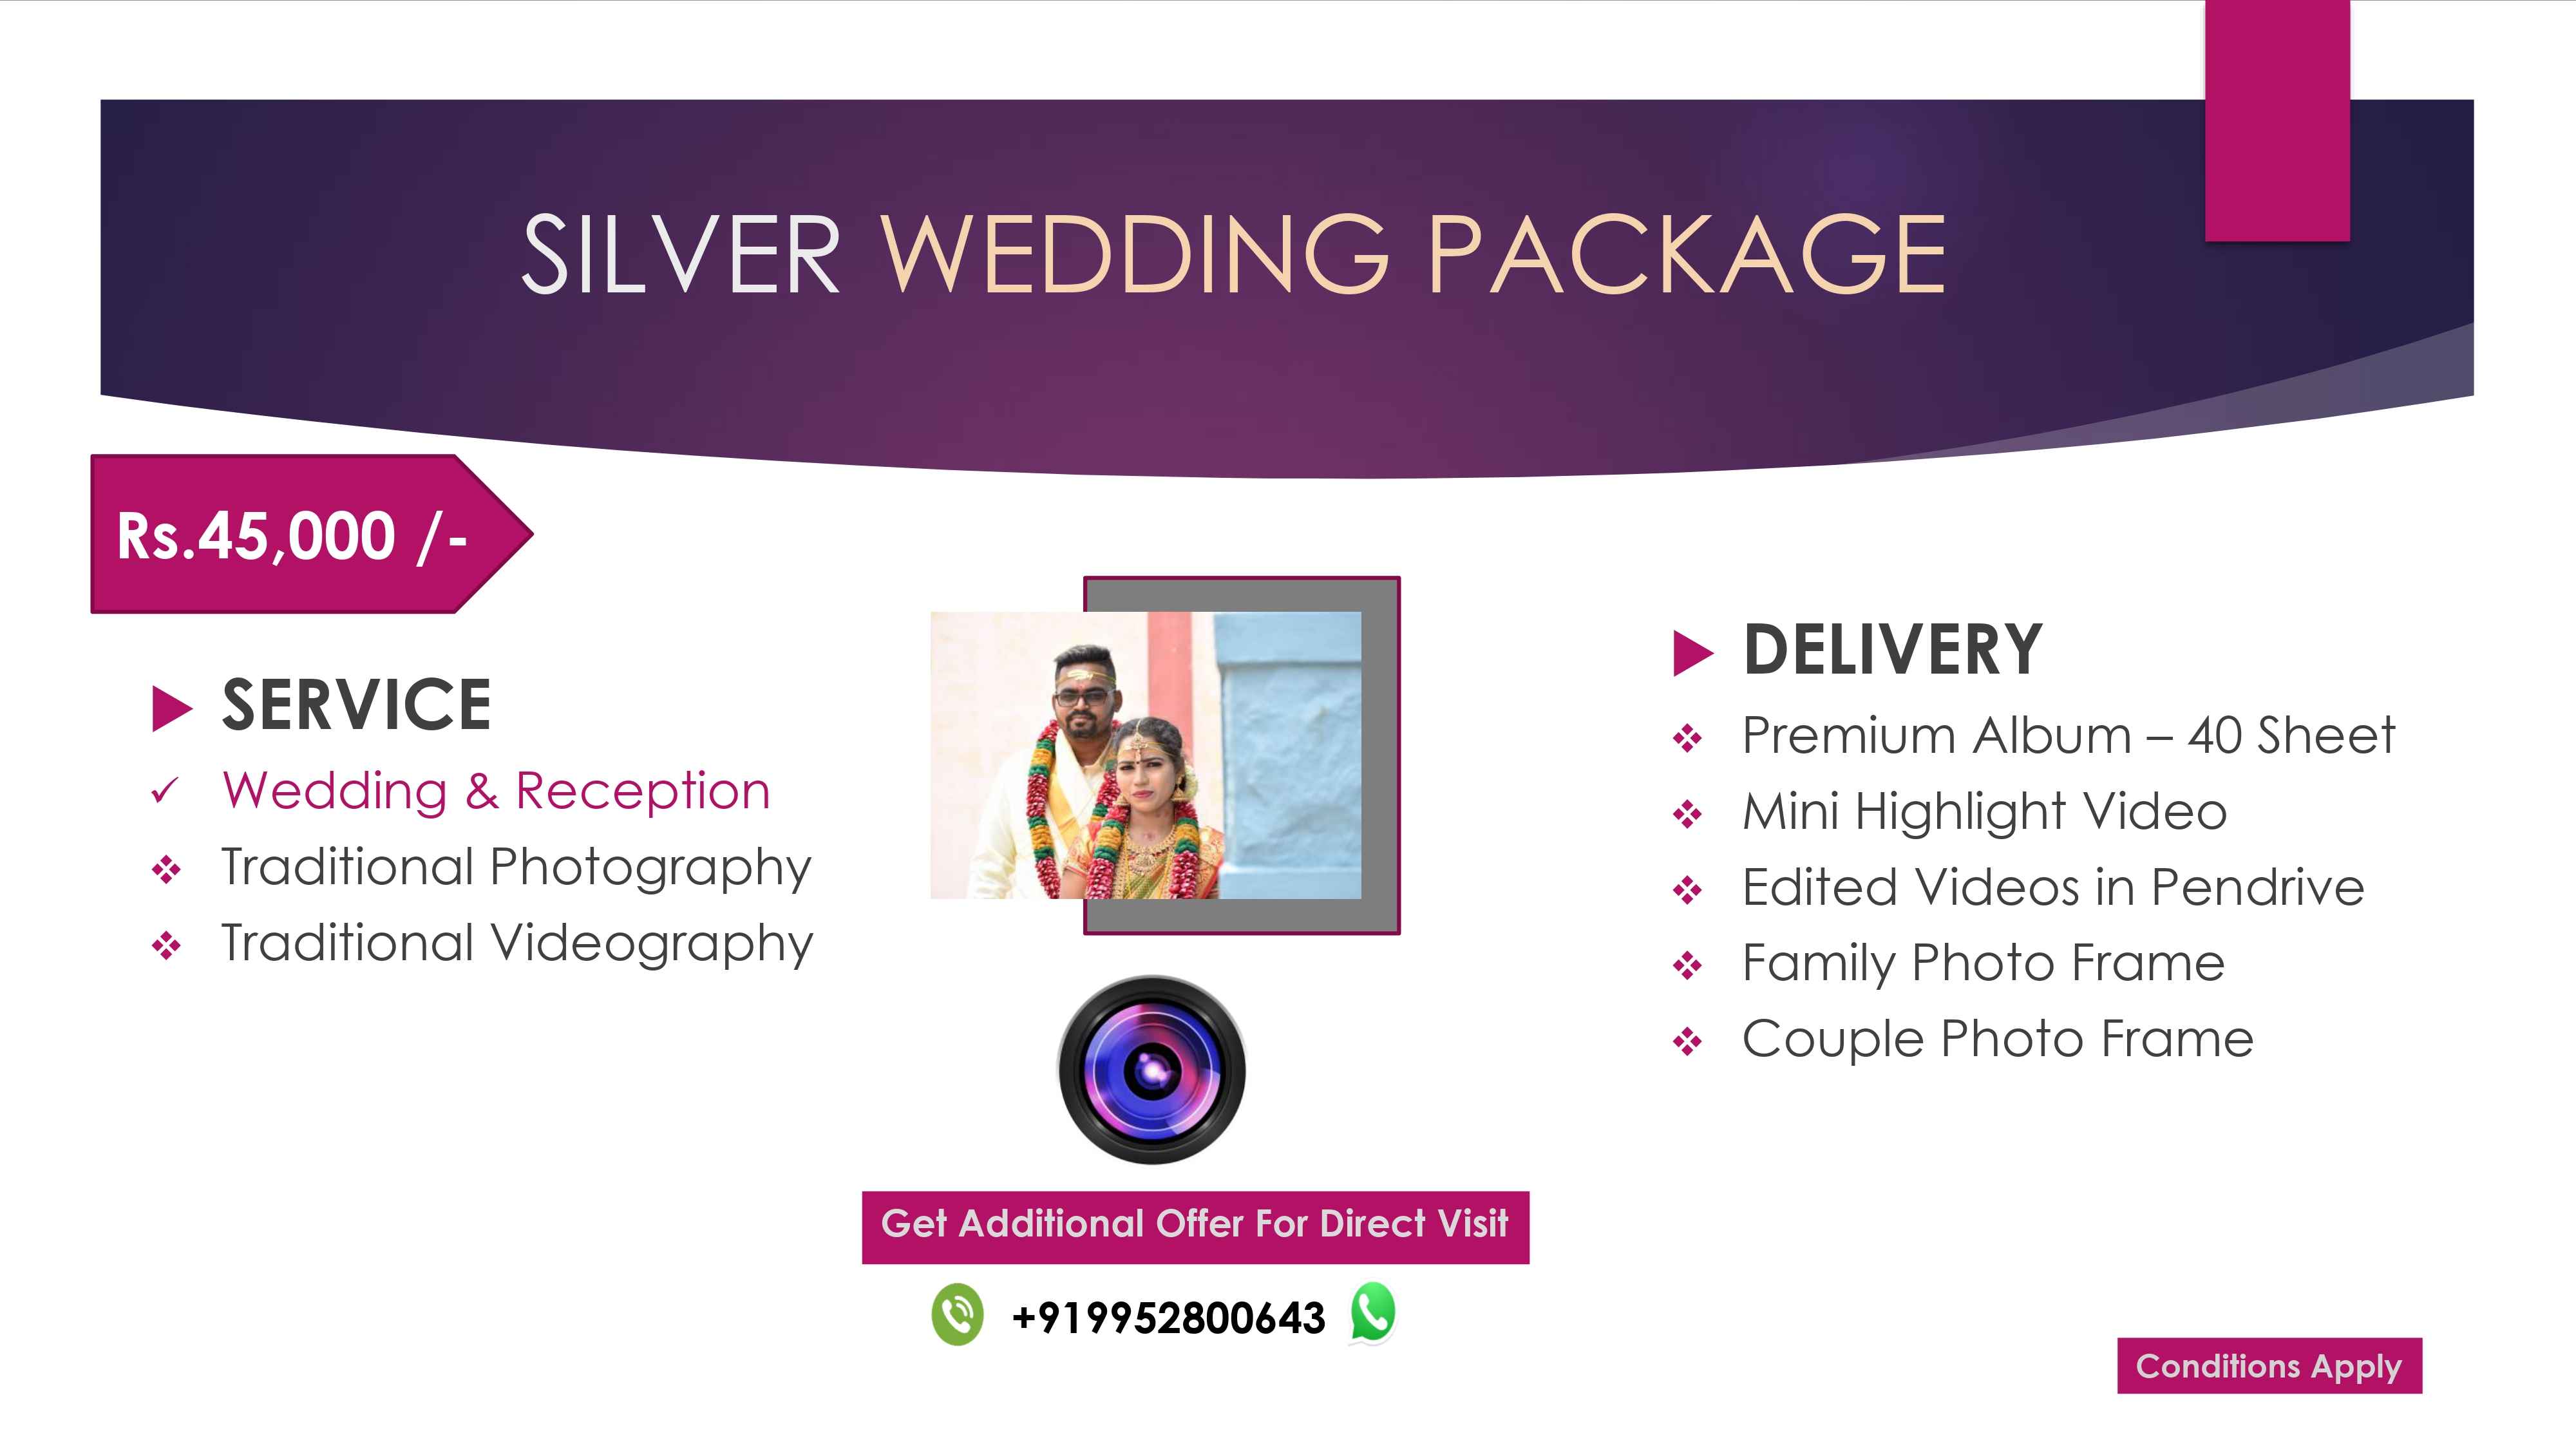 SILVER WEDDING PACKAGE
Rs.45,000 /-
SERVICE
Wedding & Reception
Traditional Photography
Traditional Videography
DELIVERY
Premium Album – 40 Sheet
Mini Highlight Video
Edited Videos in Pendrive
Family Photo Frame
Couple Photo Frame
Get Additional Offer For Direct Visit
+919952800643
Conditions Apply